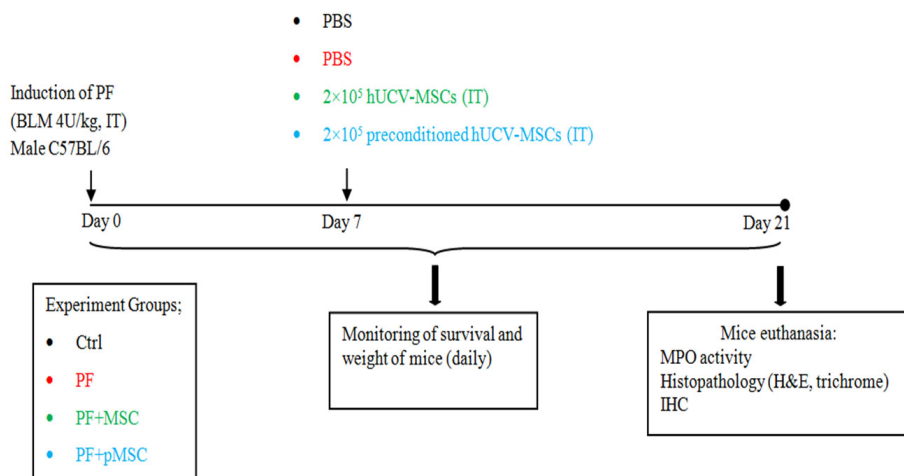 PBS
PBS
2×10⁵ hUCV-MSCs (IT)
2×10⁵ preconditioned hUCV-MSCs (IT)
Induction of PF
(BLM 4U/kg, IT)
Male C57BL/6
Day 0
Day 7
Day 21
Experiment Groups;
Ctrl
PF
PF+MSC
PF+pMSC
Monitoring of survival and
weight of mice (daily)
Mice euthanasia:
MPO activity
Histopathology (H&E, trichrome)
IHC